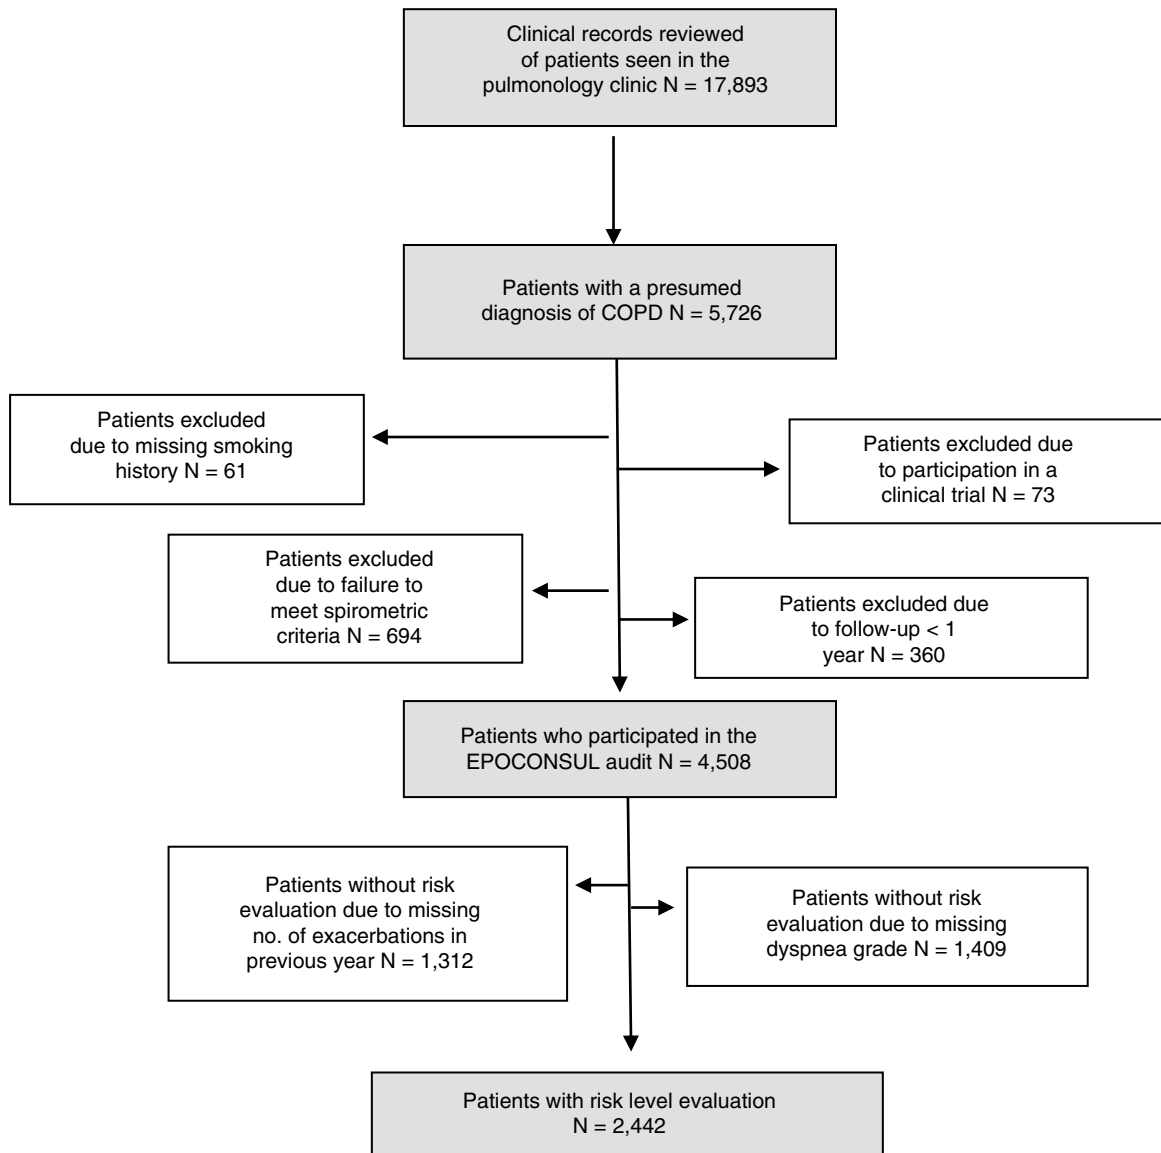 Clinical records reviewed
of patients seen in the
pulmonology clinic N = 17,893
Patients with a presumed
diagnosis of COPD N = 5,726
Patients excluded
due to missing smoking
history N = 61
Patients excluded due
to participation in a
clinical trial N = 73
Patients excluded
due to failure to
meet spirometric
criteria N = 694
Patients excluded due
to follow-up < 1
year N = 360
Patients who participated in the
EPOCONSUL audit N = 4,508
Patients without risk
evaluation due to missing
no. of exacerbations in
previous year N = 1,312
Patients without risk
evaluation due to missing
dyspnea grade N = 1,409
Patients with risk level evaluation
N = 2,442